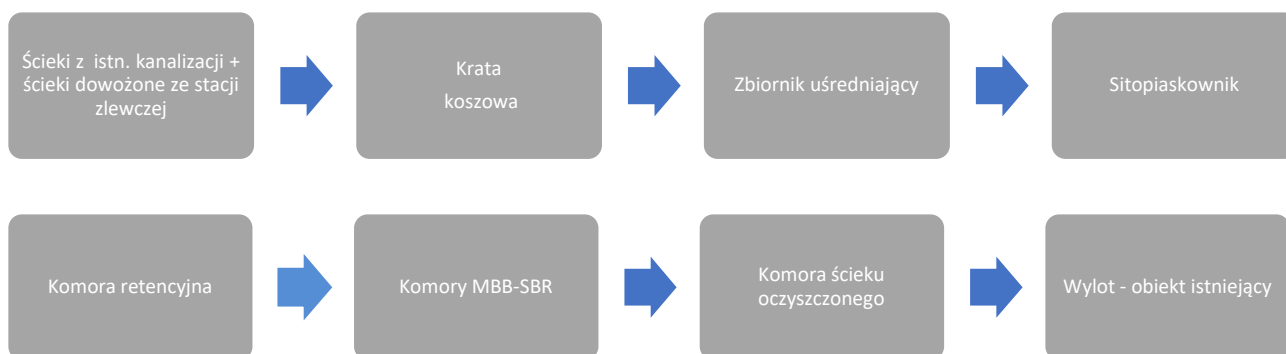 Ścieki z istn. kanalizacji +
ścieki dowożone ze stacji
zlewczej
Krata
koszowa
Zbiornik uśredniający
Sitopiaskownik
Komora retencyjna
Komory MBB-SBR
Komora ścieku
oczyszczonego
Wylot - obiekt istniejący